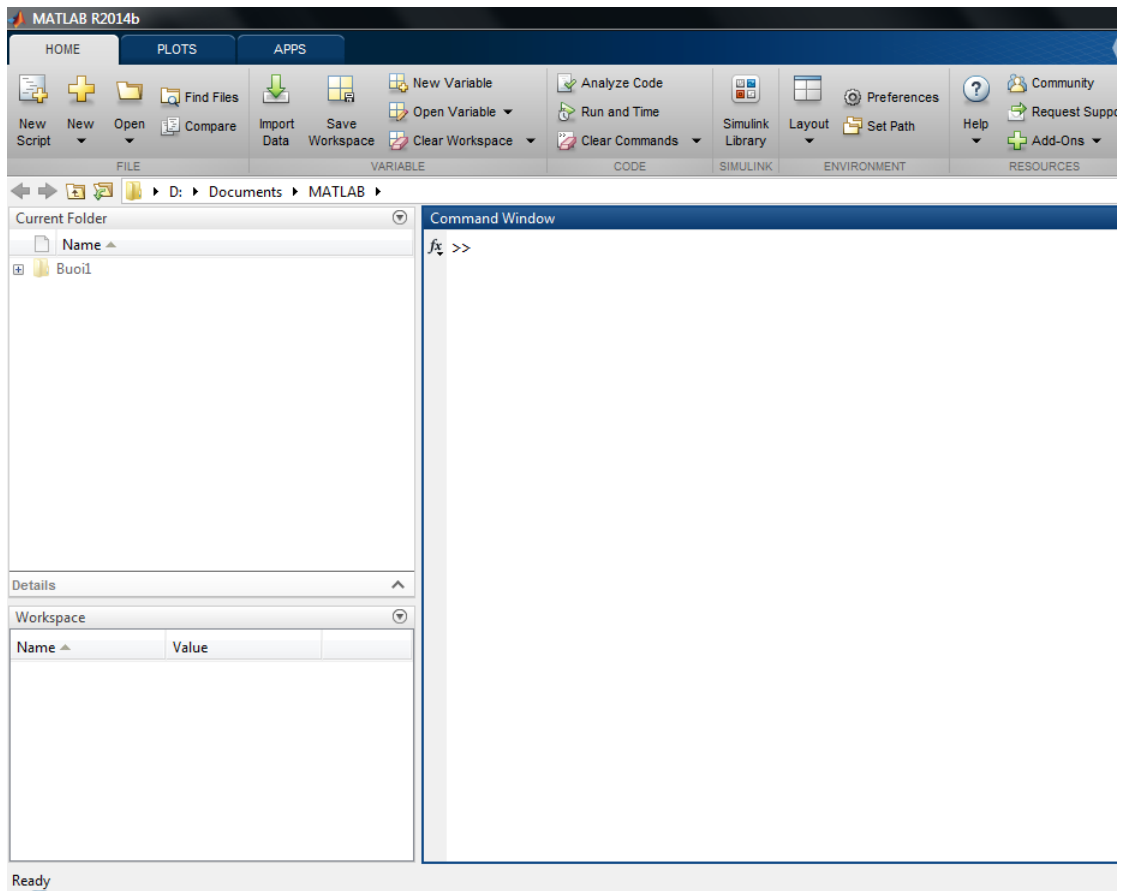 MATLAB R2014b
HOME PLOTS APPS
New Script
New
Open
Find Files
Compare
Import Data
Save Workspace
New Variable
Open Variable
Clear Workspace
Analyze Code
Run and Time
Clear Commands
Simulink Library
Layout
Preferences
Set Path
Help
Community
Request Suppo
Add-Ons
FILE VARIABLE CODE SIMULINK ENVIRONMENT RESOURCES
D: Documents MATLAB
Current Folder
Name
Buoi1
Details
Workspace
Name Value
Command Window
fx >>
Ready